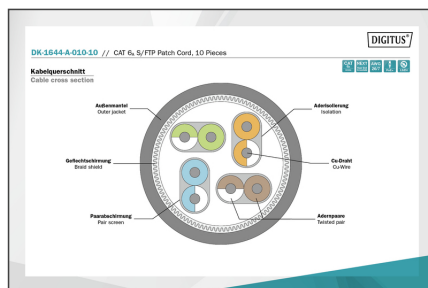 DIGITUS®
DK-1644-A-010-10 // CAT 6A S/FTP Patch Cord, 10 Pieces
Kabelquerschnitt
Cable cross section
Außenmantel
Outer jacket
Aderisolierung
Isolation
Geflechtschirmung
Braid shield
Cu-Draht
Cu-Wire
Paarabschirmung
Pair screen
Adernpaare
Twisted pair